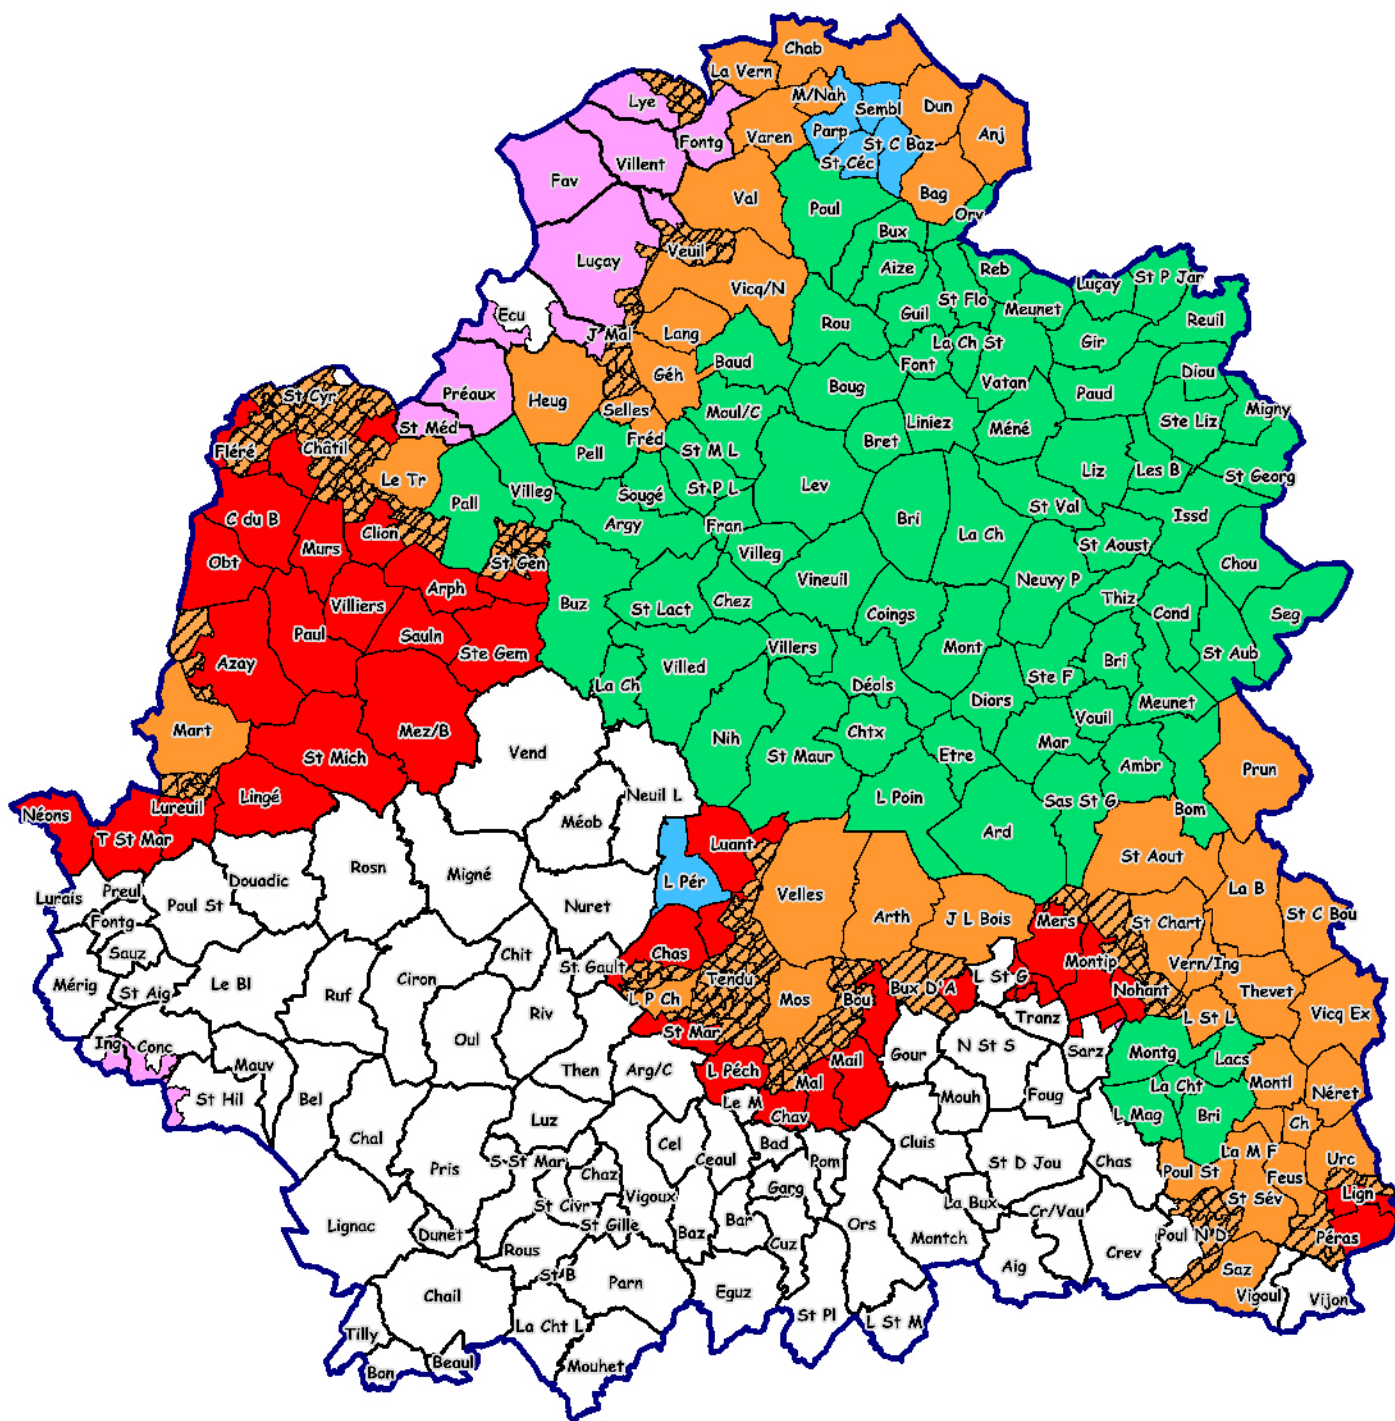 Chab
La Vern
Lye
M/Nah
Sembl
Dun
Anj
Fontg
Varen
Parp
St C Baz
Villent
St Céc
Fav
Val
Bag
Poul
Orv
Bux
Veuil
Luçay
Aize
Reb
Luçay
St P Jar
Vicq/N
St Flo
Meunet
Ecu
Guil
Reuil
Rou
J Mal
Lang
La Ch St
Gir
Baud
Font
Géh
Diou
St Cyr
Préaux
Heug
Boug
Vatan
Paud
Selles
Moul/C
Migny
St Méd
Liniez
Méné
Ste Liz
Fréd
Bret
Châtil
Fléré
St M L
Pell
Le Tr
Liz
Les B
St Georg
Villeg
Lev
Pall
Sougé
St P L
St Val
C du B
Argy
Fran
Issd
Clion
Bri
La Ch
Murs
Villeg
St Aoust
Obt
St Gen
Vineuil
Neuvy P
Chou
Arph
Villiers
Buz
St Lact
Chez
Thiz
Cond
Seg
Coings
Paul
Sauln
Ste Gem
Villers
Mont
Azay
Villed
Bri
St Aub
Ste F
La Ch
Déols
Diors
Meunet
Mart
Mez/B
Vouil
St Mich
Vend
Nih
Chtx
Mar
St Maur
Etre
Ambr
Prun
Neuil L
Lingé
L Poin
Sas St G
Néons
Lureuil
Bom
Méob
T St Mar
Ard
Luant
St Aout
Rosn
Migné
L Pér
Douadic
La B
Preul
Velles
Lurais
Poul St
Nuret
Arth
J L Bois
St C Bou
Fontg
Mers
St Chart
Sauz
Chit
Chas
Montip
Vern/Ing
St Gault
Mérig
Le Bl
Ciron
Tendu
L St G
Bux D'A
Nohant
Thevet
St Aig
Ruf
L P Ch
Mos
Bou
Riv
Tranz
L St L
Vicq Ex
St Mar
Oul
Ing
Conc
Gour
N St S
Sarz
Montg
Mauv
Mail
Lacs
Then
Arg/C
L Péch
Mal
La Cht
Montl
Néret
St Hil
Bel
Mouh
Foug
Le M
Luz
Chav
L Mag
Bri
Ch
Chal
Cel
Bad
Cluis
La M F
Pris
S St Mar
Ceaul
Pom
St D Jou
Chas
Urc
Chaz
Poul St
Feus
Garg
Lign
Vigoux
La Bux
St Sév
St Civr
Cr/Vau
Lignac
Dunet
St Gille
Baz
Bar
Ors
Poul N D
Péras
Rous
Cuz
Montch
Crev
St B
Aig
Saz
Chail
Parn
Eguz
Vigoul
Vijon
St Pl
L St M
La Cht L
Tilly
Bon
Beaul
Mouhet